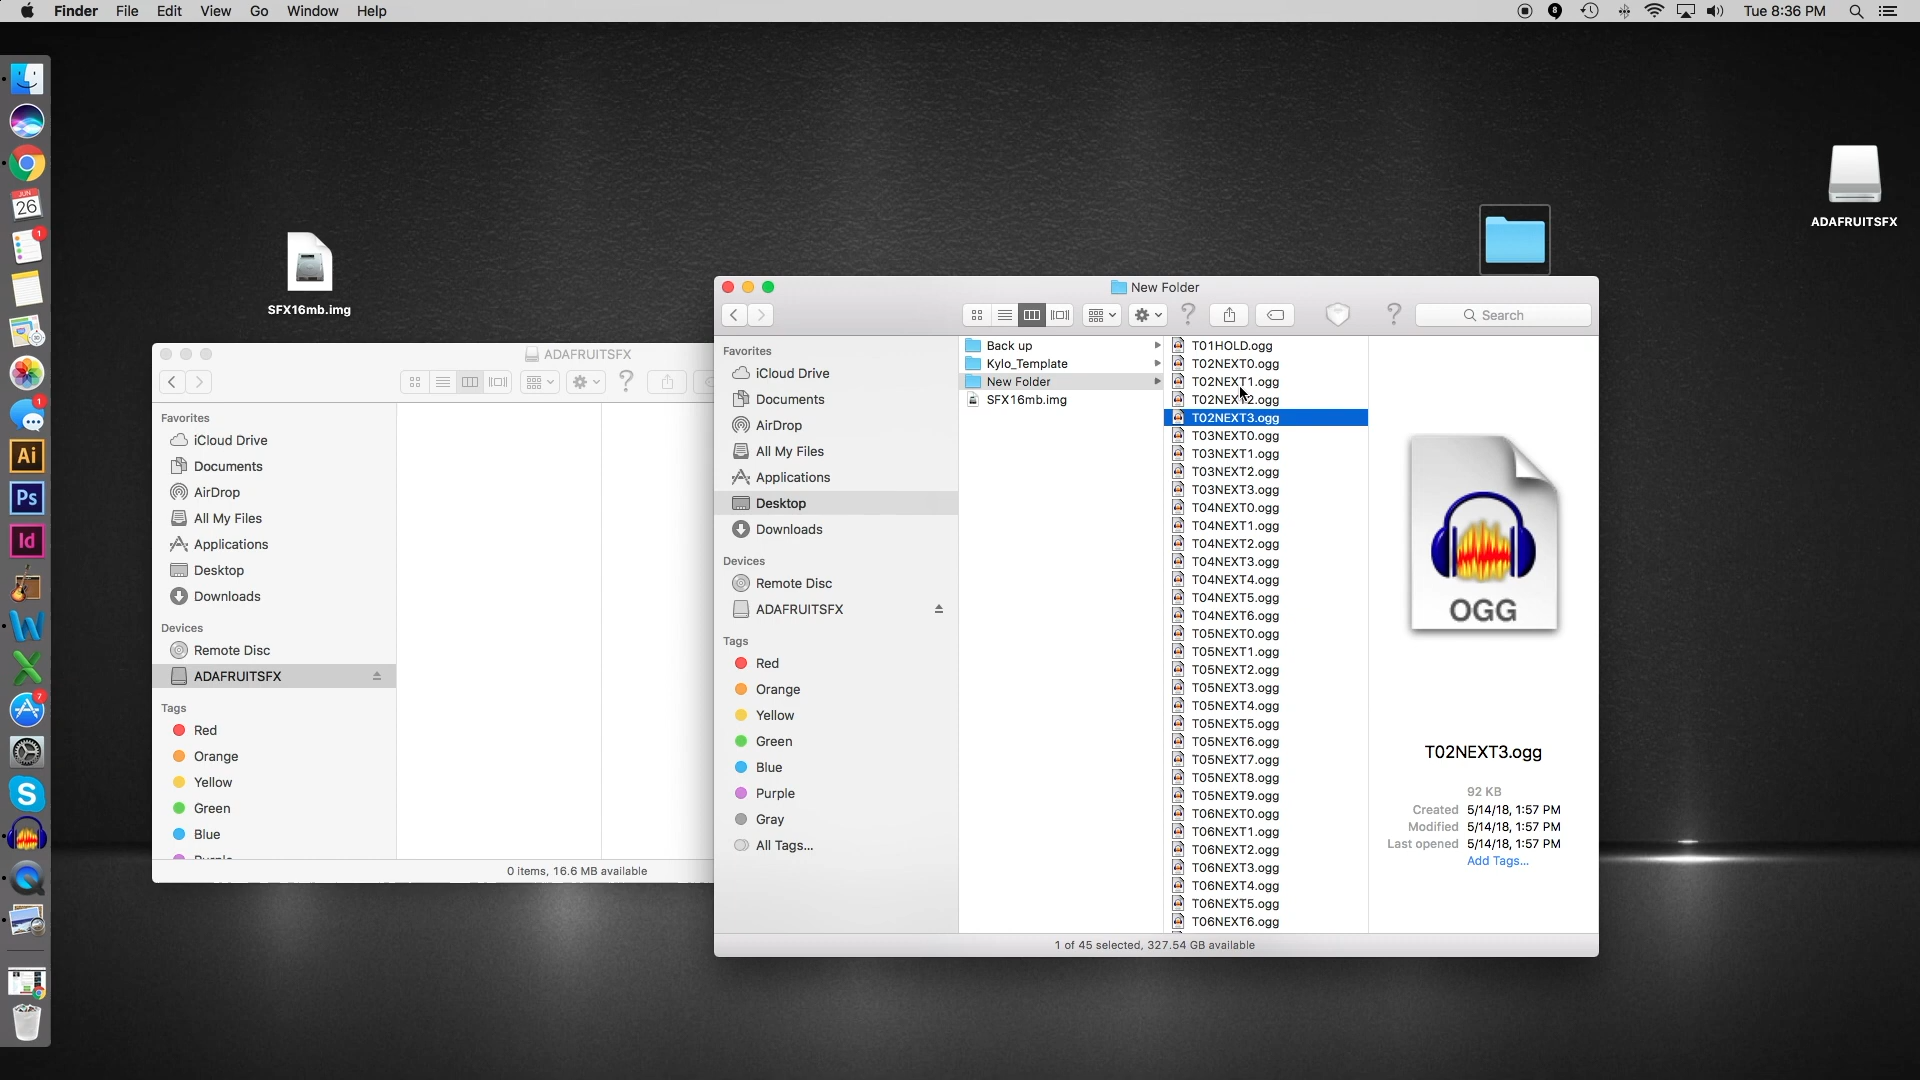 Finder File Edit View Go Window Help
8
Tue 8:36 PM
JUN
26
1
1
Ai
Ps
Id
7
SFX16mb.img
ADAFRUITSFX
ADAFRUITSFX
Favorites
iCloud Drive
Documents
AirDrop
All My Files
Applications
Desktop
Downloads
Devices
Remote Disc
ADAFRUITSFX
Tags
Red
Orange
Yellow
Green
Blue
0 items, 16.6 MB available
New Folder
Search
Favorites
iCloud Drive
Documents
AirDrop
All My Files
Applications
Desktop
Downloads
Devices
Remote Disc
ADAFRUITSFX
Tags
Red
Orange
Yellow
Green
Blue
Purple
Gray
All Tags...
Back up
Kylo_Template
New Folder
SFX16mb.img
T01HOLD.ogg
T02NEXT0.ogg
T02NEXT1.ogg
T02NEXT2.ogg
T02NEXT3.ogg
T03NEXT0.ogg
T03NEXT1.ogg
T03NEXT2.ogg
T03NEXT3.ogg
T04NEXT0.ogg
T04NEXT1.ogg
T04NEXT2.ogg
T04NEXT3.ogg
T04NEXT4.ogg
T04NEXT5.ogg
T04NEXT6.ogg
T05NEXT0.ogg
T05NEXT1.ogg
T05NEXT2.ogg
T05NEXT3.ogg
T05NEXT4.ogg
T05NEXT5.ogg
T05NEXT6.ogg
T05NEXT7.ogg
T05NEXT8.ogg
T05NEXT9.ogg
T06NEXT0.ogg
T06NEXT1.ogg
T06NEXT2.ogg
T06NEXT3.ogg
T06NEXT4.ogg
T06NEXT5.ogg
T06NEXT6.ogg
OGG
T02NEXT3.ogg
92 KB
Created 5/14/18, 1:57 PM
Modified 5/14/18, 1:57 PM
Last opened 5/14/18, 1:57 PM
Add Tags...
1 of 45 selected, 327.54 GB available